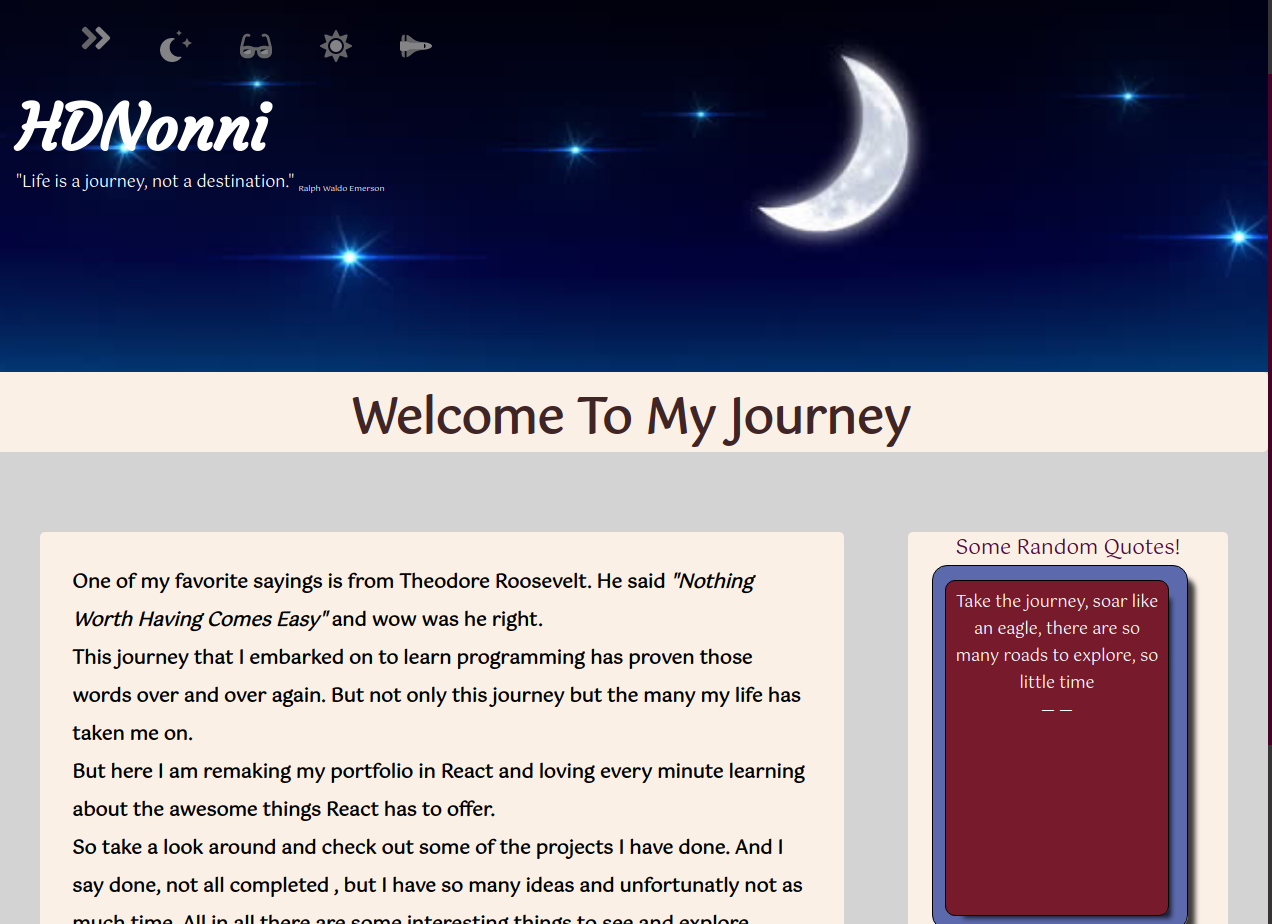 HDNonni
"Life is a journey, not a destination." Ralph Waldo Emerson
Welcome To My Journey
One of my favorite sayings is from Theodore Roosevelt. He said "Nothing
Worth Having Comes Easy" and wow was he right.
This journey that I embarked on to learn programming has proven those
words over and over again. But not only this journey but the many my life has
taken me on.
But here I am remaking my portfolio in React and loving every minute learning
about the awesome things React has to offer.
So take a look around and check out some of the projects I have done. And I
say done, not all completed , but I have so many ideas and unfortunatly not as
much time. All in all there are some interesting things to see and explore
Some Random Quotes!
Take the journey, soar like
an eagle, there are so
many roads to explore, so
little time
— —